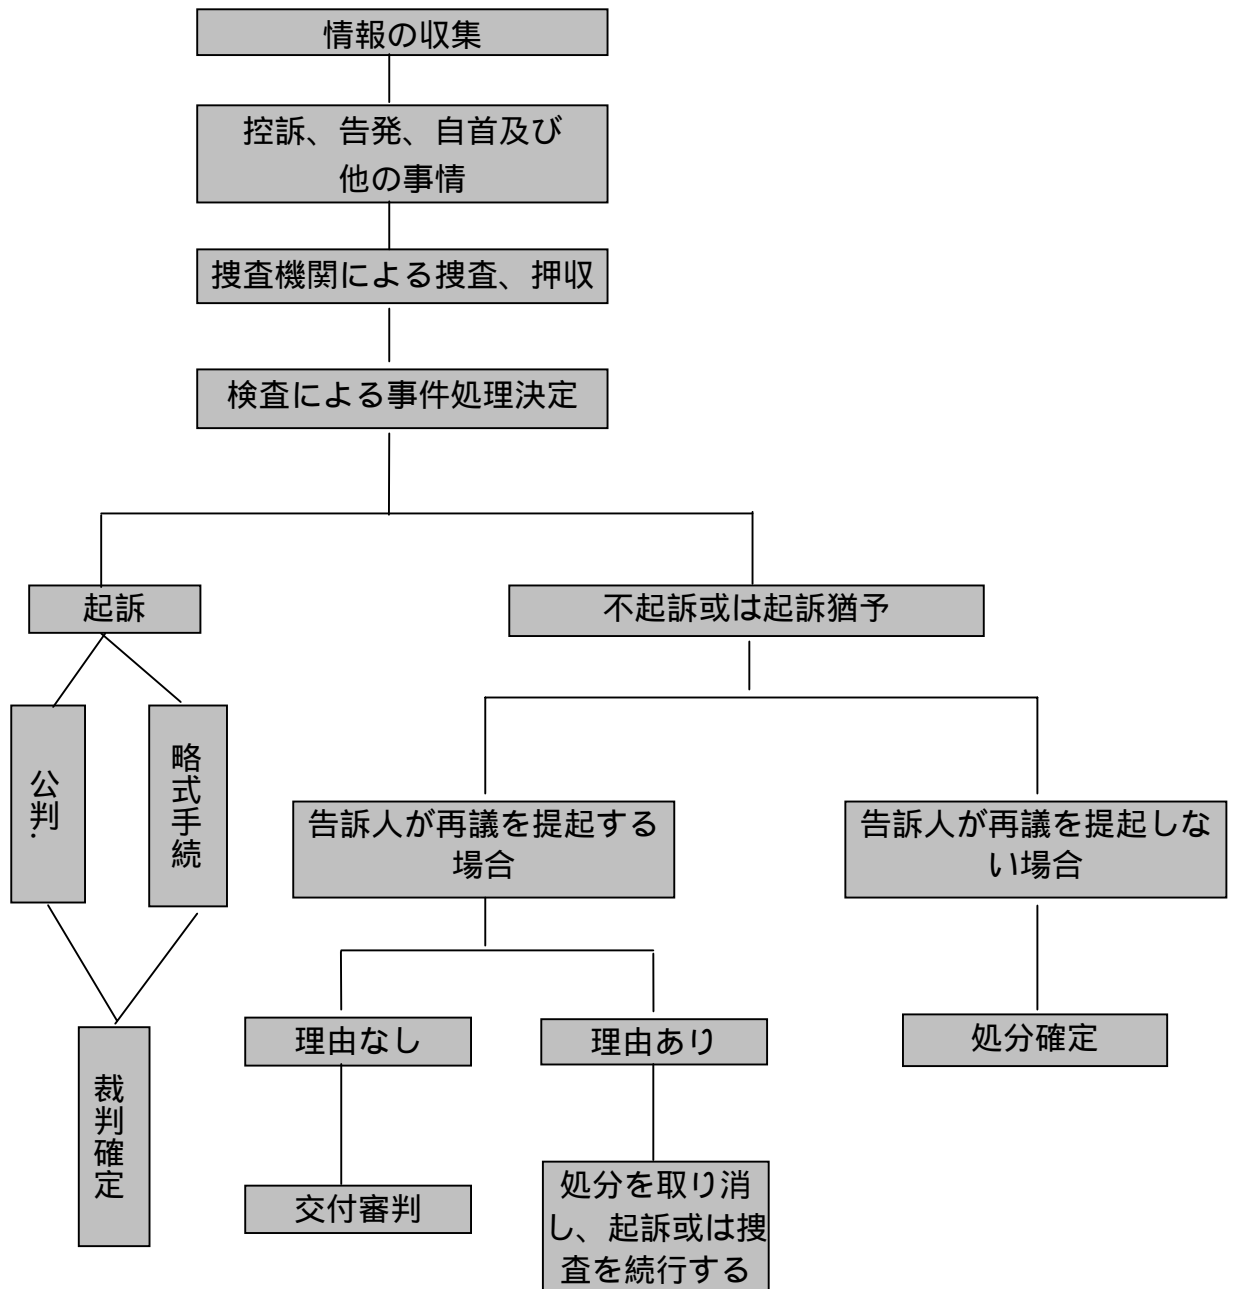 情報の収集
控訴、告発、自首及び
他の事情
捜査機関による捜査、押収
検査による事件処理決定
起訴
不起訴或は起訴猶予
公判.
略式手続
告訴人が再議を提起する
場合
告訴人が再議を提起しな
い場合
理由なし
理由あり
処分確定
裁判確定
交付審判
処分を取り消
し、起訴或は捜
査を続行する